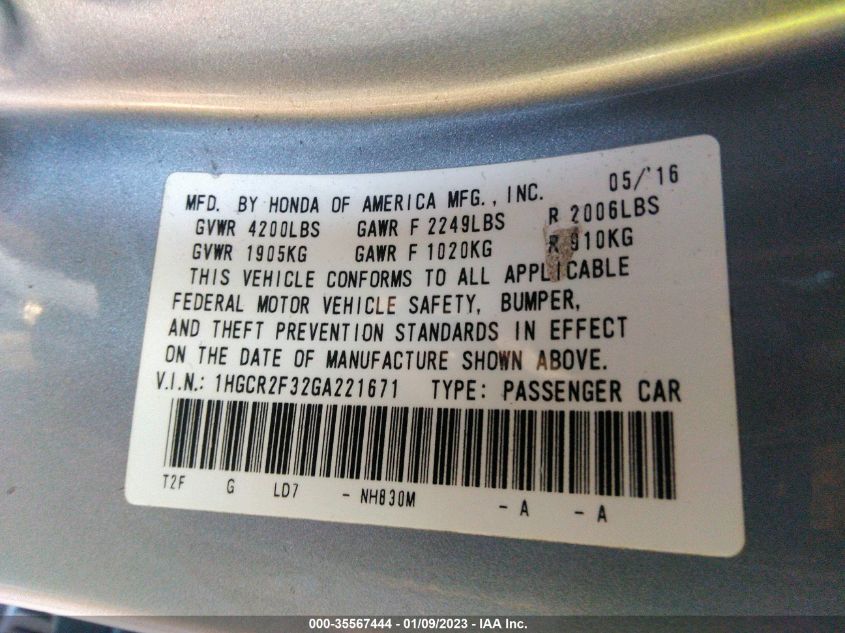 MFD. BY HONDA OF AMERICA MFG., INC. 05/'16
GVWR 4200LBS GAWR F 2249LBS R 2006LBS
GVWR 1905KG GAWR F 1020KG R 910KG
THIS VEHICLE CONFORMS TO ALL APPLICABLE
FEDERAL MOTOR VEHICLE SAFETY, BUMPER,
AND THEFT PREVENTION STANDARDS IN EFFECT
ON THE DATE OF MANUFACTURE SHOWN ABOVE.
V.I.N.: 1HGCR2F32GA221671 TYPE: PASSENGER CAR
T2F G LD7 - NH830M - A - A
000-35567444 - 01/09/2023 - IAA Inc.